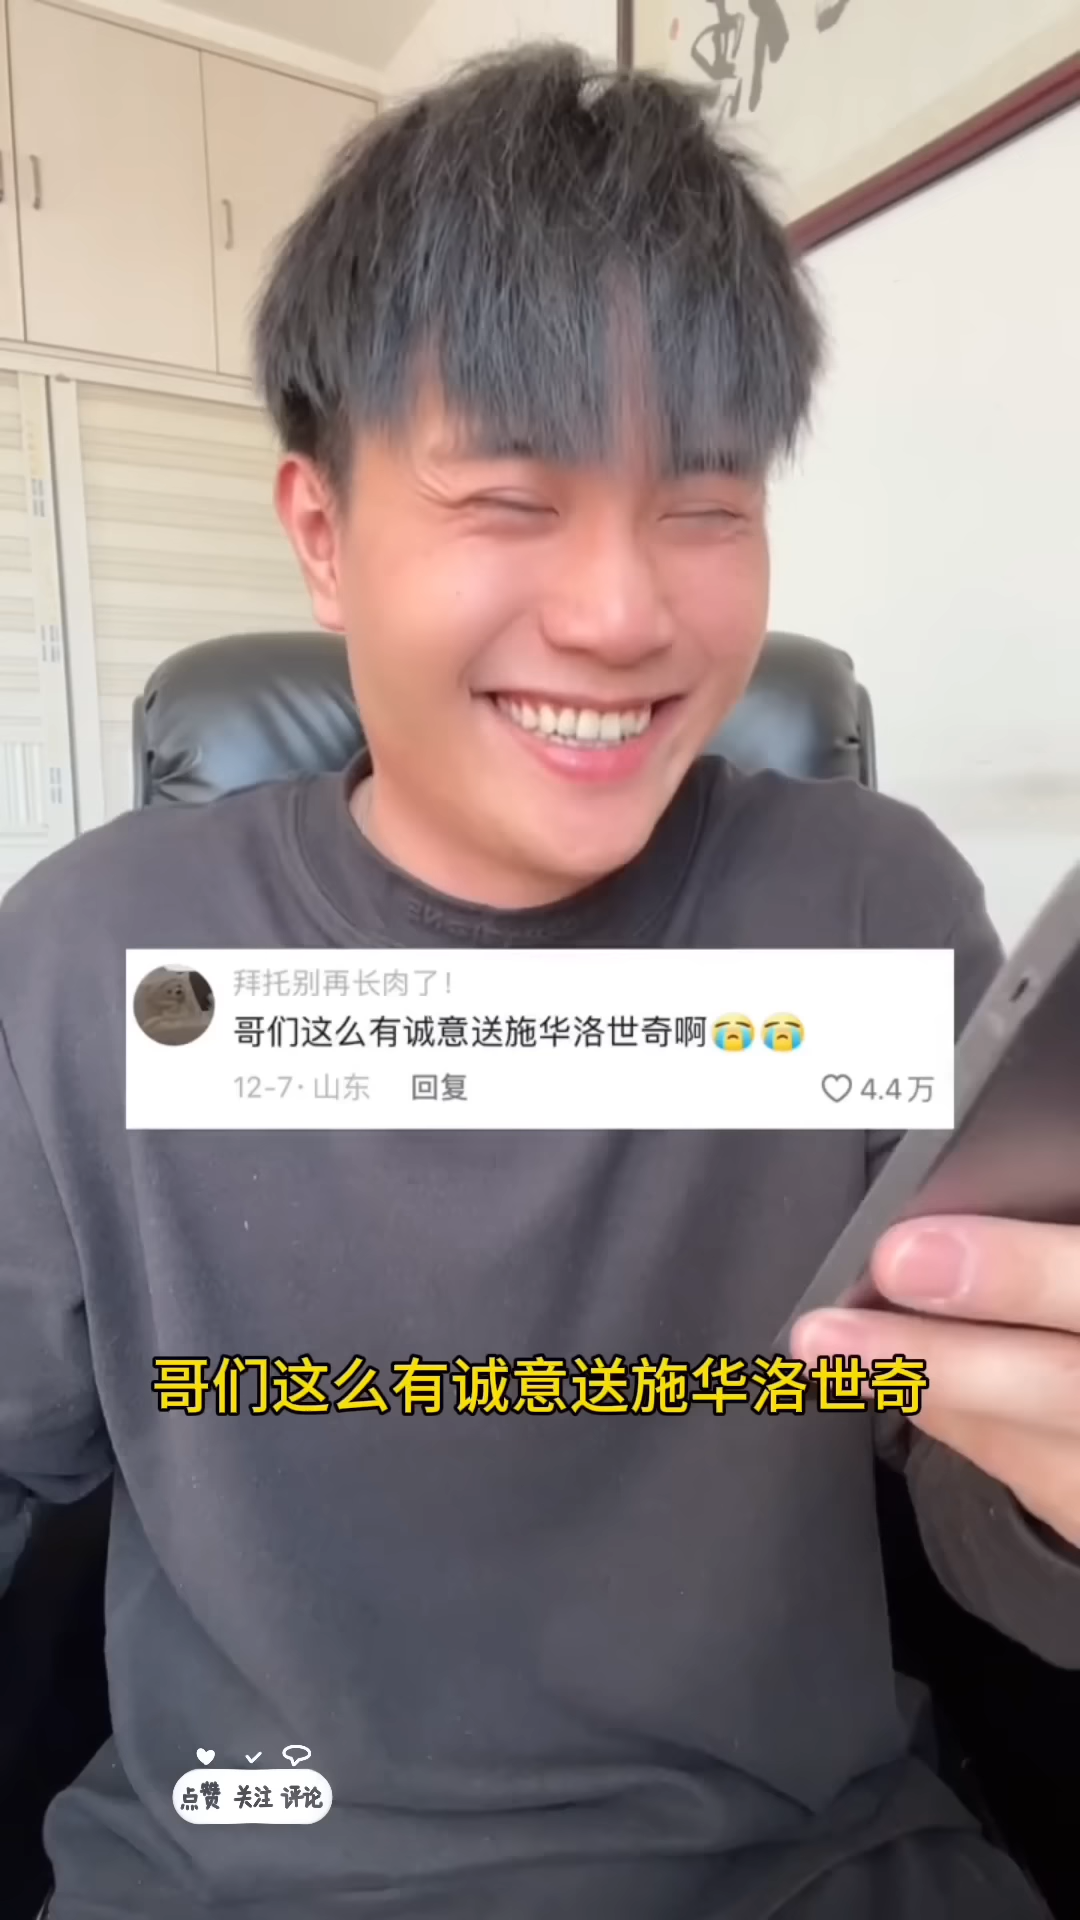 拜托别再长肉了！
哥们这么有诚意送施华洛世奇啊😭😭
12-7·山东 回复 4.4万
哥们这么有诚意送施华洛世奇
点赞 关注 评论